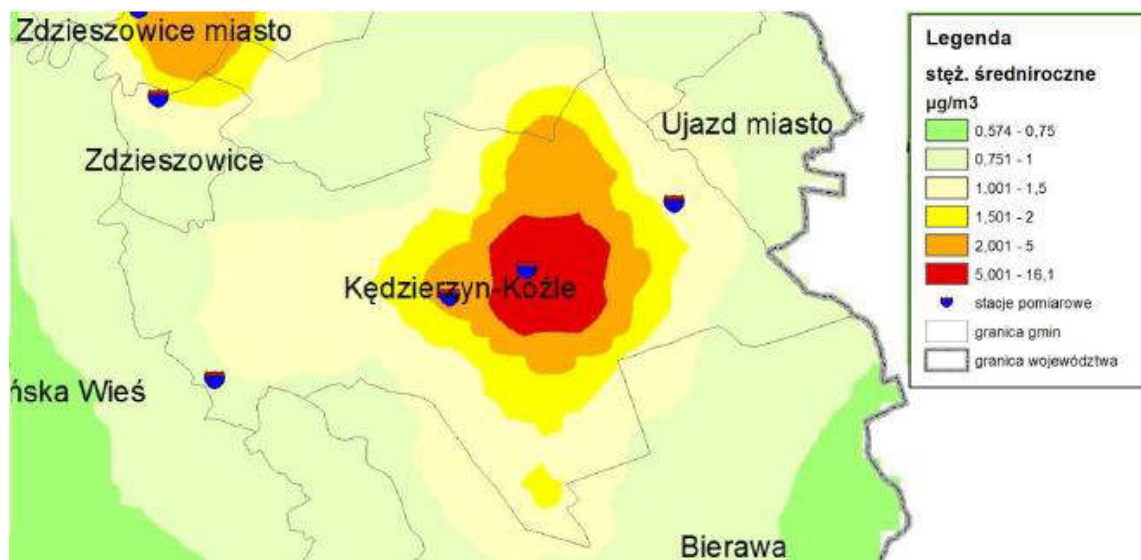 Zdzieszowice miasto
Zdzieszowice
Ujazd miasto
Kędzierzyn-Koźle
ńska Wieś
Bierawa
Legenda
stęż. średniroczne
µg/m3
0,574 - 0,75
0,751 - 1
1,001 - 1,5
1,501 - 2
2,001 - 5
5,001 - 16,1
stacje pomiarowe
granica gmin
granica województwa